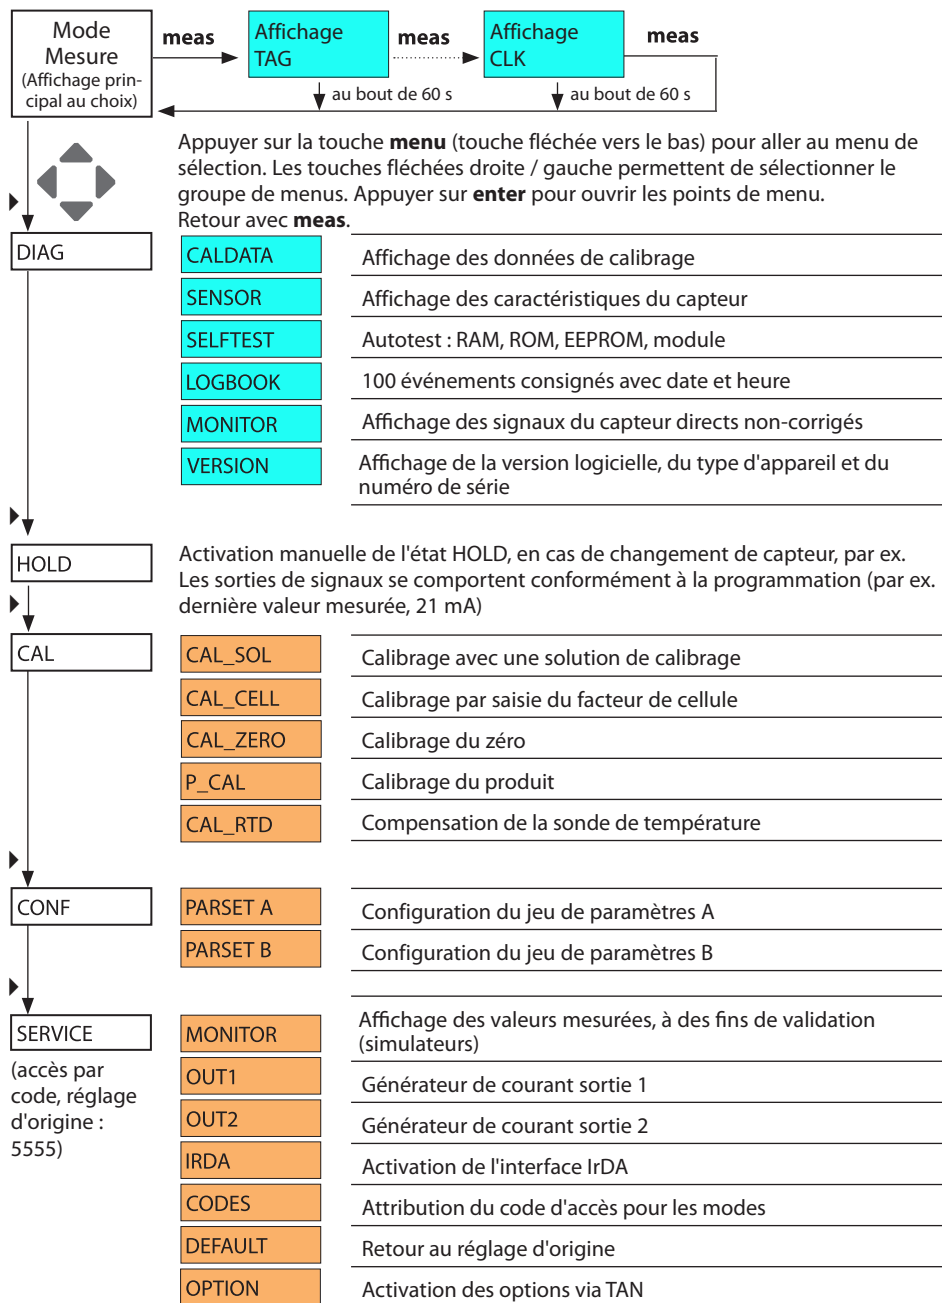 Mode
Mesure
(Affichage prin-
cipal au choix)
meas
Affichage
TAG
meas
Affichage
CLK
meas
au bout de 60 s
au bout de 60 s
Appuyer sur la touche menu (touche fléchée vers le bas) pour aller au menu de
sélection. Les touches fléchées droite / gauche permettent de sélectionner le
groupe de menus. Appuyer sur enter pour ouvrir les points de menu.
Retour avec meas.
DIAG
CALDATA
Affichage des données de calibrage
SENSOR
Affichage des caractéristiques du capteur
SELFTEST
Autotest : RAM, ROM, EEPROM, module
LOGBOOK
100 événements consignés avec date et heure
MONITOR
Affichage des signaux du capteur directs non-corrigés
VERSION
Affichage de la version logicielle, du type d'appareil et du
numéro de série
HOLD
Activation manuelle de l'état HOLD, en cas de changement de capteur, par ex.
Les sorties de signaux se comportent conformément à la programmation (par ex.
dernière valeur mesurée, 21 mA)
CAL
CAL_SOL
Calibrage avec une solution de calibrage
CAL_CELL
Calibrage par saisie du facteur de cellule
CAL_ZERO
Calibrage du zéro
P_CAL
Calibrage du produit
CAL_RTD
Compensation de la sonde de température
CONF
PARSET A
Configuration du jeu de paramètres A
PARSET B
Configuration du jeu de paramètres B
SERVICE
(accès par
code, réglage
d'origine :
5555)
MONITOR
Affichage des valeurs mesurées, à des fins de validation
(simulateurs)
OUT1
Générateur de courant sortie 1
OUT2
Générateur de courant sortie 2
IRDA
Activation de l'interface IrDA
CODES
Attribution du code d'accès pour les modes
DEFAULT
Retour au réglage d'origine
OPTION
Activation des options via TAN